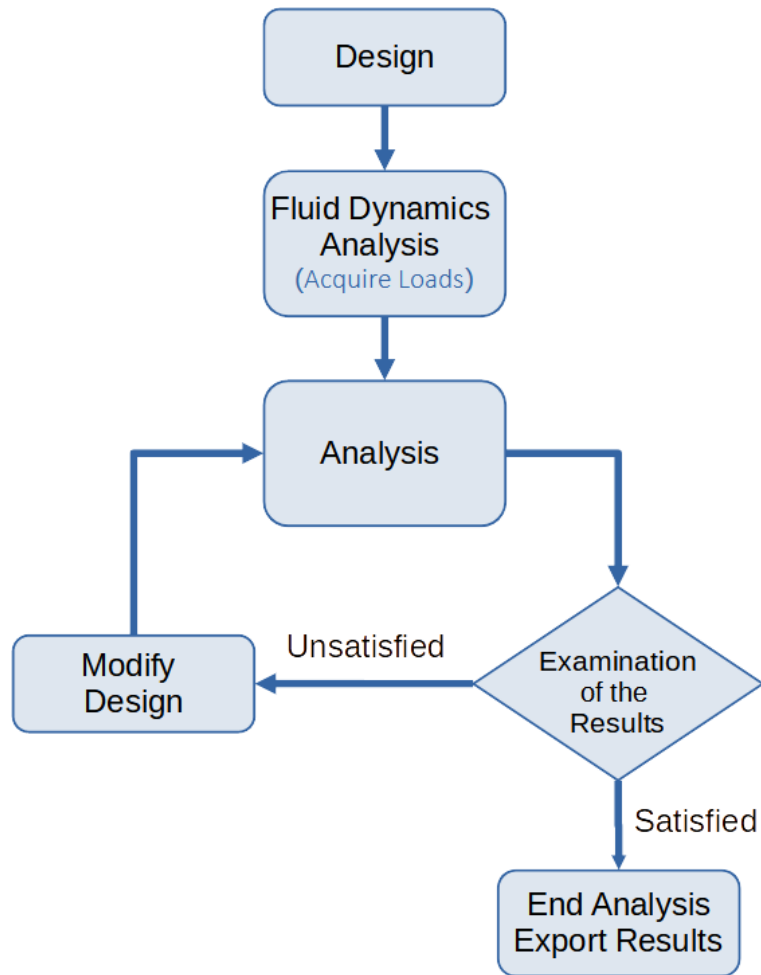 Design
Fluid Dynamics
Analysis
(Acquire Loads)
Analysis
Unsatisfied
Modify
Design
Examination
of the
Results
Satisfied
End Analysis
Export Results